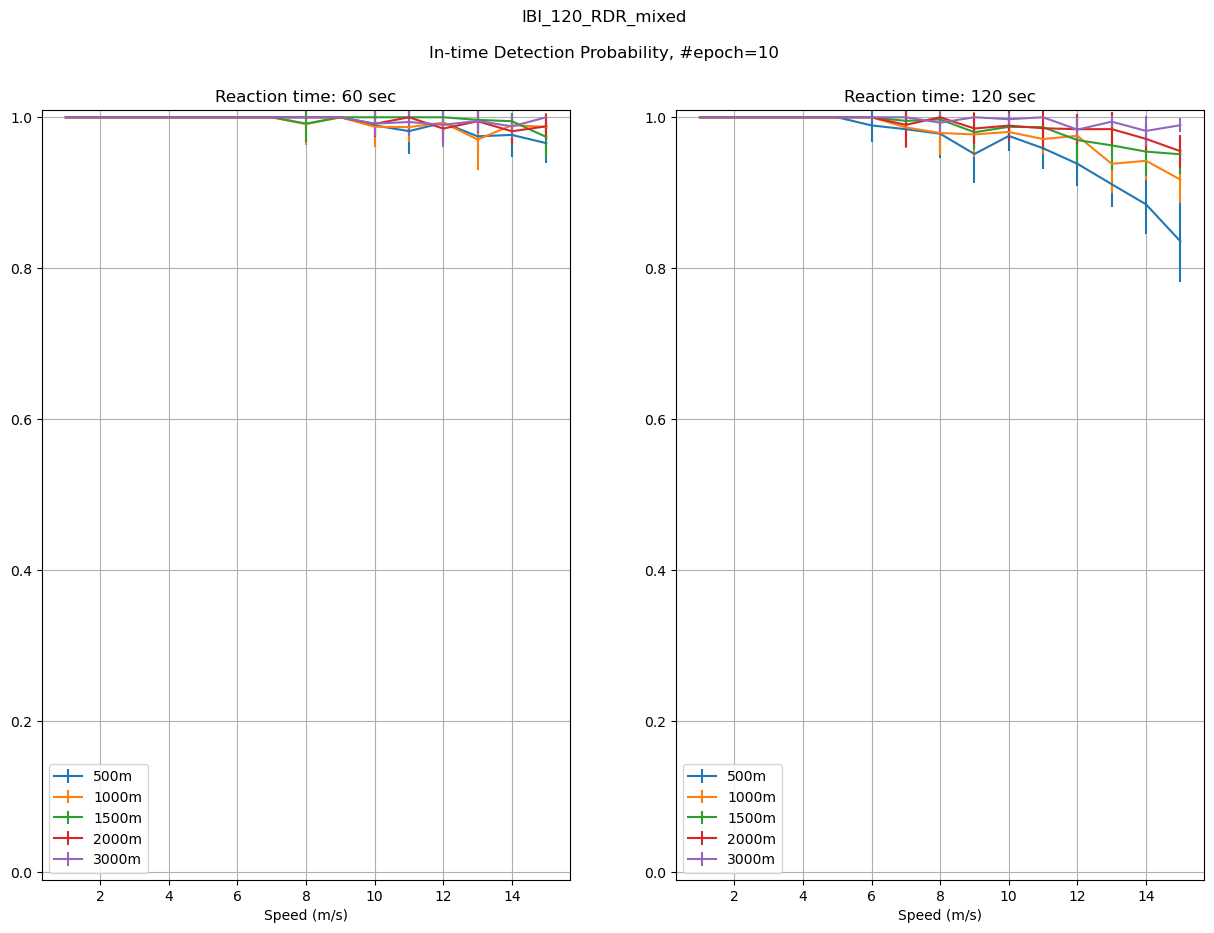 IBI_120_RDR_mixed
In-time Detection Probability, #epoch=10
Reaction time: 60 sec
1.0
0.8
0.6
0.4
0.2
0.0
500m
1000m
1500m
2000m
3000m
2 4 6 8 10 12 14
Speed (m/s)
Reaction time: 120 sec
1.0
0.8
0.6
0.4
0.2
0.0
500m
1000m
1500m
2000m
3000m
2 4 6 8 10 12 14
Speed (m/s)